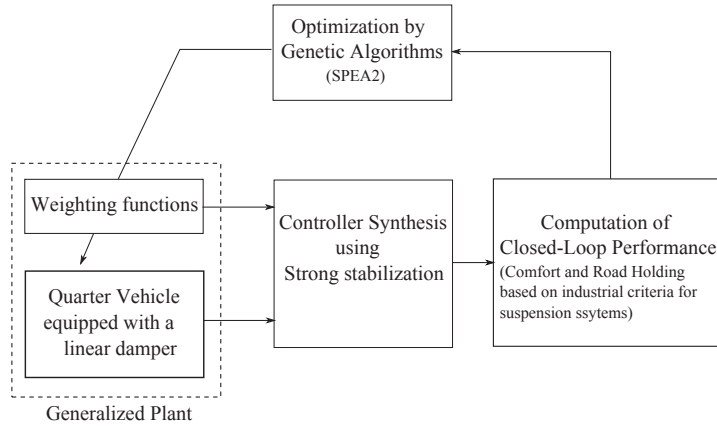 Optimization by
Genetic Algorithms
(SPEA2)
Weighting functions
Quarter Vehicle
equipped with a
linear damper
Generalized Plant
Controller Synthesis
using
Strong stabilization
Computation of
Closed-Loop Performance
(Comfort and Road Holding
based on industrial criteria for
suspension ssytems)